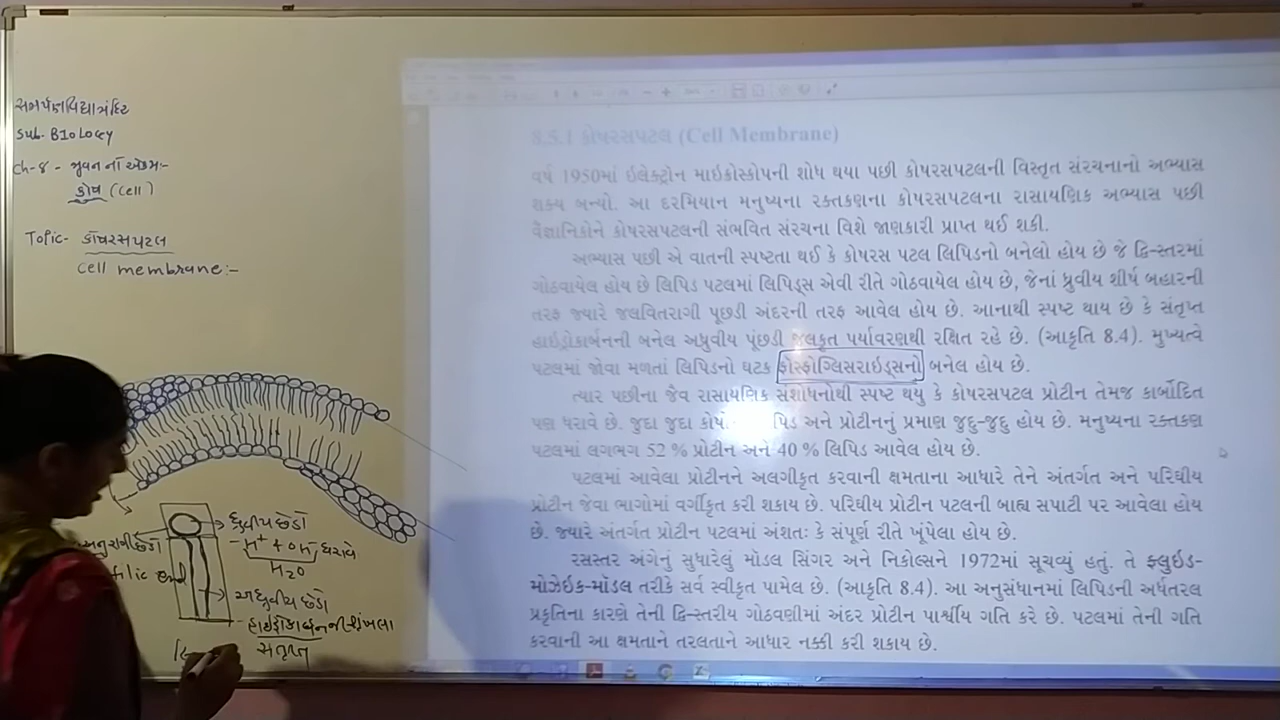 સમર્પણ વિદ્યામંદિર
Sub- BIOLOGY
Ch-8 - જીવનનો એકમ:-
કોષ (Cell)
Topic- કોષરસપટલ
Cell membrane:-
ધ્રુવીય છેડો
H⁺ + OH⁻ ધરાવે
H₂O
અનુરાગી છેડો
filic end
અધ્રુવીય છેડો
હાઈડ્રોકાર્બનની શૃંખલા
સંતૃપ્ત
8.5.1 કોષરસપટલ (Cell Membrane)
વર્ષ 1950માં ઈલેક્ટ્રૉન માઈક્રોસ્કોપની શોધ થયા પછી કોષરસપટલની વિસ્તૃત સંરચનાનો અભ્યાસ
શક્ય બન્યો. આ દરમિયાન મનુષ્યના રક્તકણના કોષરસપટલના રાસાયણિક અભ્યાસ પછી
વૈજ્ઞાનિકોને કોષરસપટલની સંભવિત સંરચના વિશે જાણકારી પ્રાપ્ત થઈ શકી.
અભ્યાસ પછી એ વાતની સ્પષ્ટતા થઈ કે કોષરસ પટલ લિપિડનો બનેલો હોય છે જે દ્વિ-સ્તરમાં
ગોઠવાયેલ હોય છે લિપિડ પટલમાં લિપિડ્સ એવી રીતે ગોઠવાયેલ હોય છે, જેનાં ધ્રુવીય શીર્ષ બહારની
તરફ જ્યારે જલવિતરાગી પૂછડી અંદરની તરફ આવેલ હોય છે. આનાથી સ્પષ્ટ થાય છે કે સંતૃપ્ત
હાઈડ્રોકાર્બનની બનેલ અધ્રુવીય પૂંછડી જલકૃત પર્યાવરણથી રક્ષિત રહે છે. (આકૃતિ 8.4). મુખ્યત્વે
પટલમાં જોવા મળતાં લિપિડનો ઘટક ફૉસ્ફોગ્લિસરાઇડ્સનો બનેલ હોય છે.
ત્યાર પછીના જૈવ રાસાયણિક સંશોધનોથી સ્પષ્ટ થયુ કે કોષરસપટલ પ્રોટીન તેમજ કાર્બોદિત
પણ ધરાવે છે. જુદા જુદા કોષ પિડ અને પ્રોટીનનું પ્રમાણ જુદુ-જુદુ હોય છે. મનુષ્યના રક્તકણ
પટલમાં લગભગ 52 % પ્રોટીન અને 40 % લિપિડ આવેલ હોય છે.
પટલમાં આવેલા પ્રોટીનને અલગીકૃત કરવાની ક્ષમતાના આધારે તેને અંતર્ગત અને પરિઘીય
પ્રોટીન જેવા ભાગોમાં વર્ગીકૃત કરી શકાય છે. પરિઘીય પ્રોટીન પટલની બાહ્ય સપાટી પર આવેલા હોય
છે. જ્યારે અંતર્ગત પ્રોટીન પટલમાં અંશતઃ કે સંપૂર્ણ રીતે ખૂંપેલા હોય છે.
રસસ્તર અંગેનું સુધારેલું મૉડલ સિંગર અને નિકોલ્સને 1972માં સૂચવ્યું હતું. તે ફ્લુઇડ-
મોઝેઇક-મૉડલ તરીકે સર્વ સ્વીકૃત પામેલ છે. (આકૃતિ 8.4). આ અનુસંધાનમાં લિપિડની અર્ધતરલ
પ્રકૃતિના કારણે તેની દ્વિ-સ્તરીય ગોઠવણીમાં અંદર પ્રોટીન પાર્શ્વીય ગતિ કરે છે. પટલમાં તેની ગતિ
કરવાની આ ક્ષમતાને તરલતાને આધાર નક્કી કરી શકાય છે.